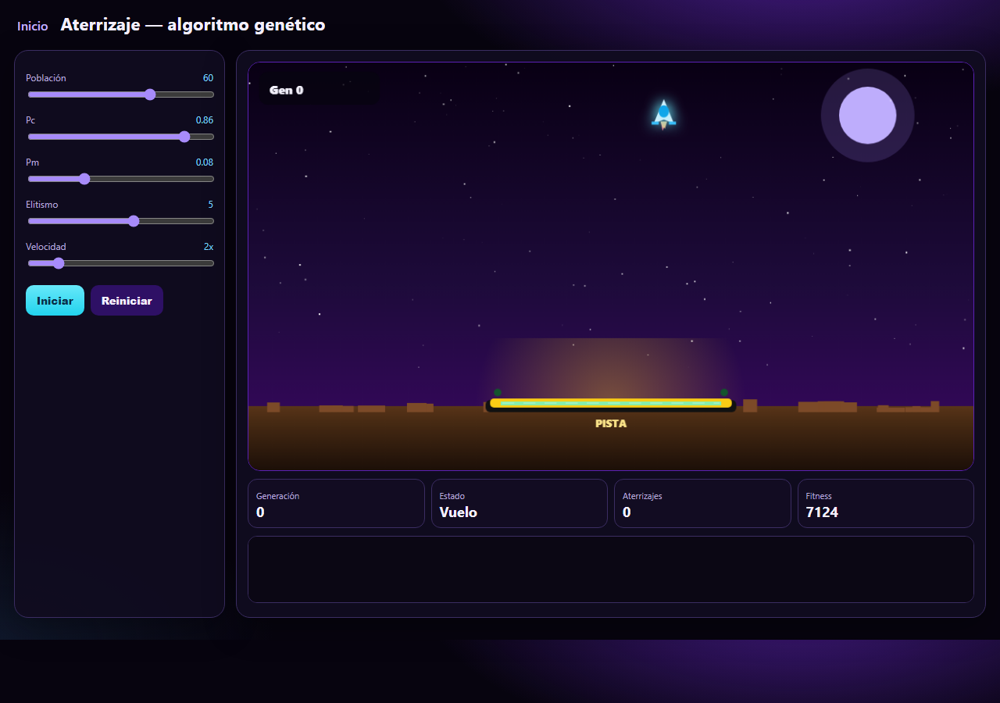 Inicio Aterrizaje — algoritmo genético
Población 60
Pc 0.86
Pm 0.08
Elitismo 5
Velocidad 2x
Iniciar Reiniciar
Gen 0
PISTA
Generación
0
Estado
Vuelo
Aterrizajes
0
Fitness
7124